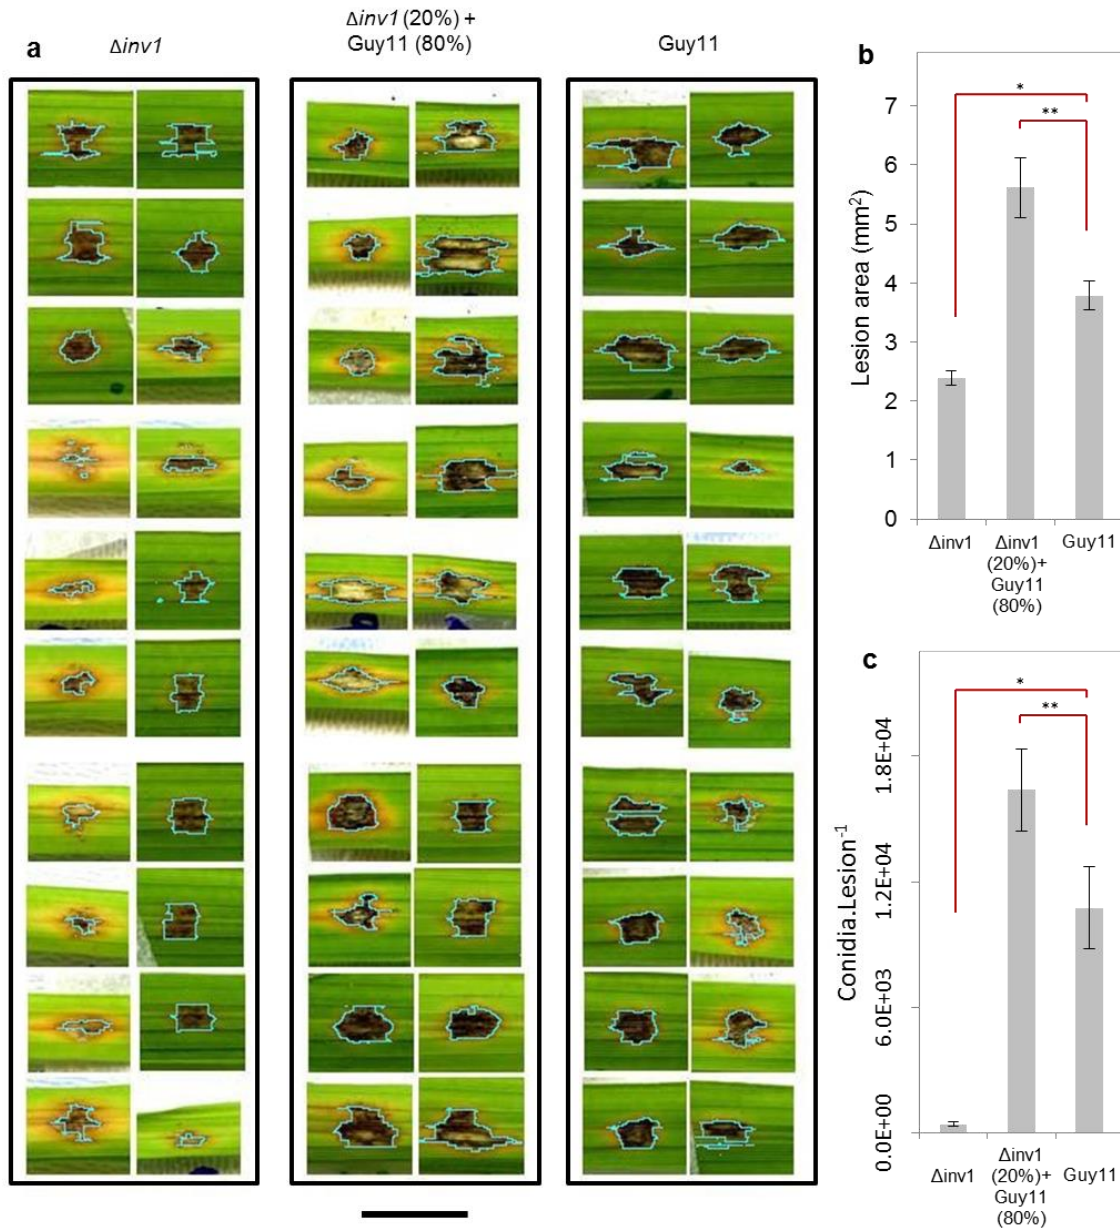 a
Δinv1
Δinv1 (20%) +
Guy11 (80%)
Guy11
b
Lesion area (mm²)
7
6
5
4
3
2
1
0
*
**
Δinv1
Δinv1
(20%)+
Guy11
(80%)
Guy11
c
Conidia.Lesion⁻¹
1.8E+04
1.2E+04
6.0E+03
0.0E+00
*
**
Δinv1
Δinv1
(20%)+
Guy11
(80%)
Guy11